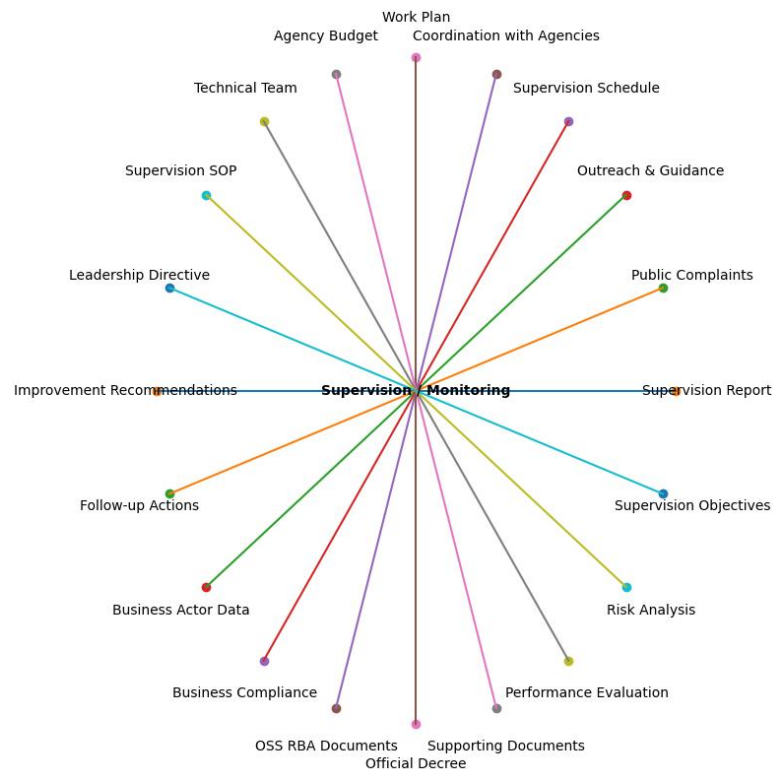 Work Plan
Agency Budget
Coordination with Agencies
Technical Team
Supervision Schedule
Supervision SOP
Outreach & Guidance
Leadership Directive
Public Complaints
Improvement Recommendations
Supervision / Monitoring
Supervision Report
Follow-up Actions
Supervision Objectives
Business Actor Data
Risk Analysis
Business Compliance
Performance Evaluation
OSS RBA Documents
Supporting Documents
Official Decree